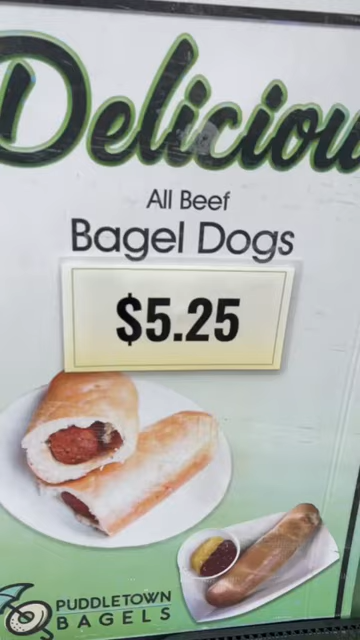 Deliciou
All Beef
Bagel Dogs
$5.25
PUDDLETOWN
BAGELS